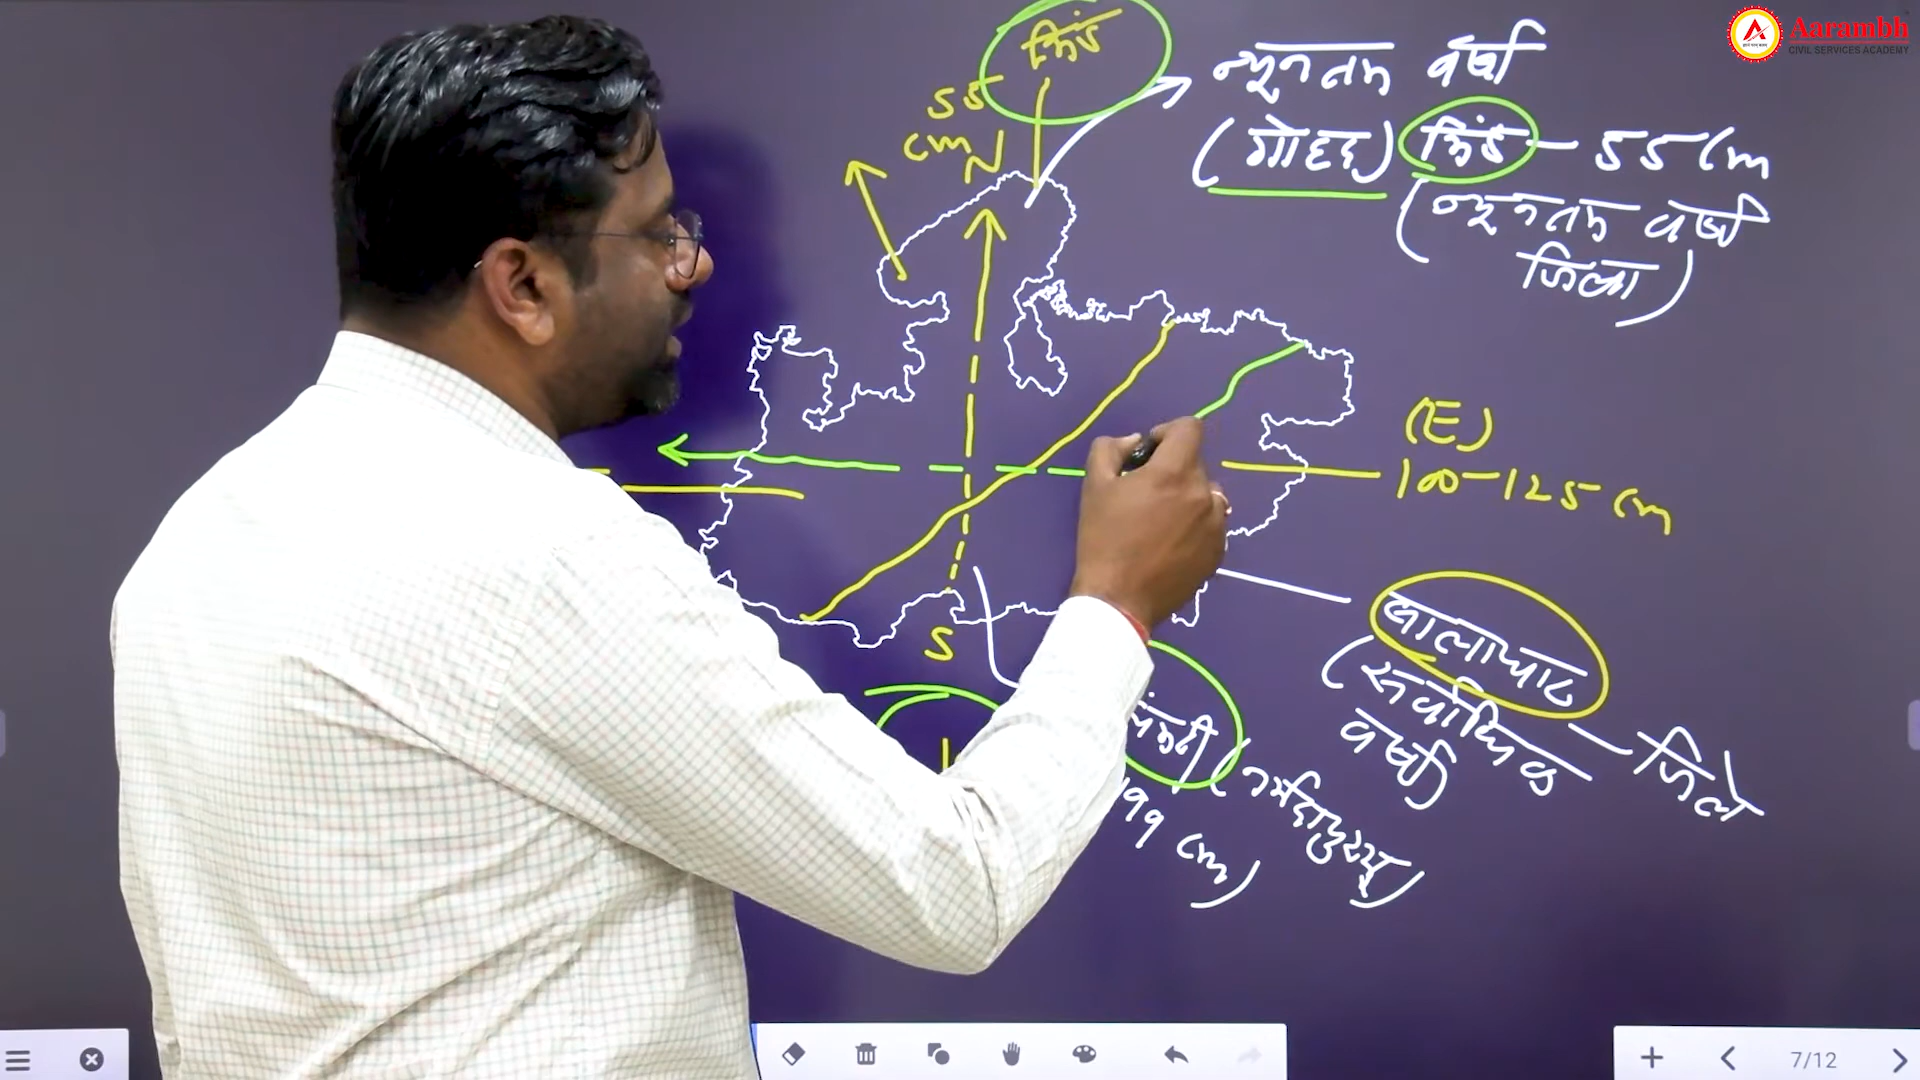 Aarambh
CIVIL SERVICES ACADEMY
भिंड
55
cm
N
न्यूनतम वर्षा
(गोहद) भिंड - 55 cm
(न्यूनतम वर्षा
जिला)
(E)
100-125 cm
S
बालाघाट
(सर्वाधिक
वर्षा)
जिले
(नर्मदापुरम)
199 cm)
7/12